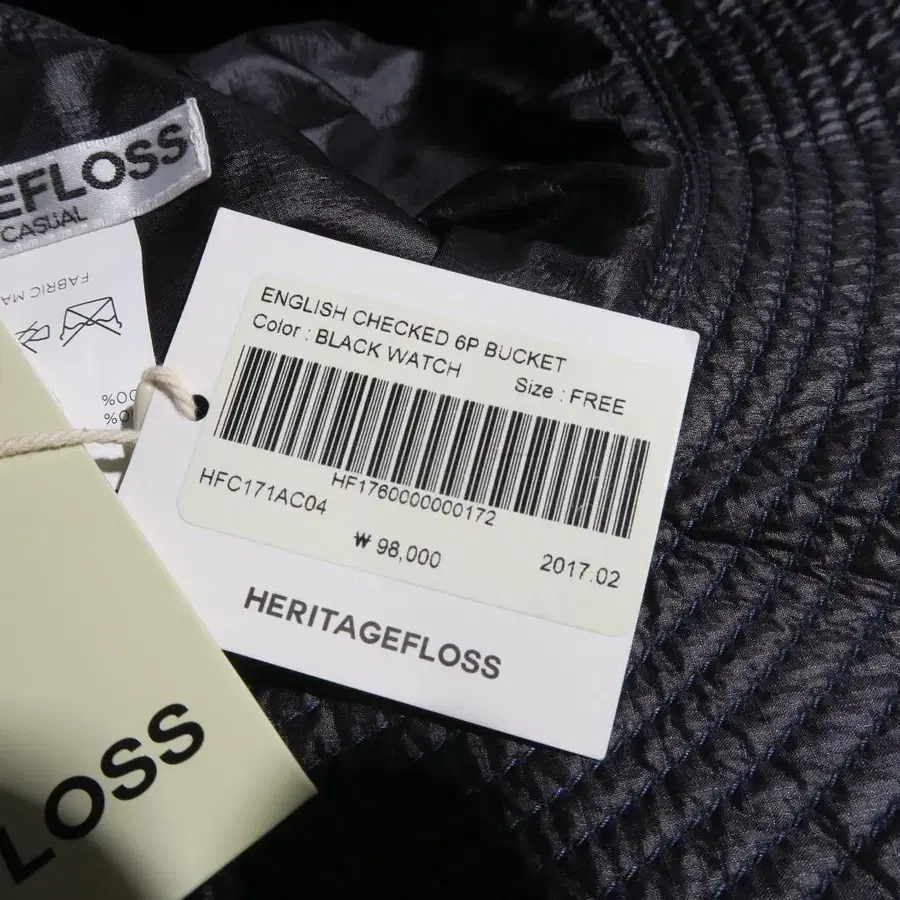 EFLOSS
CASUAL
FABRIC MA
ENGLISH CHECKED 6P BUCKET
Color : BLACK WATCH
Size : FREE
HF1760000000172
HFC171AC04
₩ 98,000
2017.02
HERITAGEFLOSS
LOSS